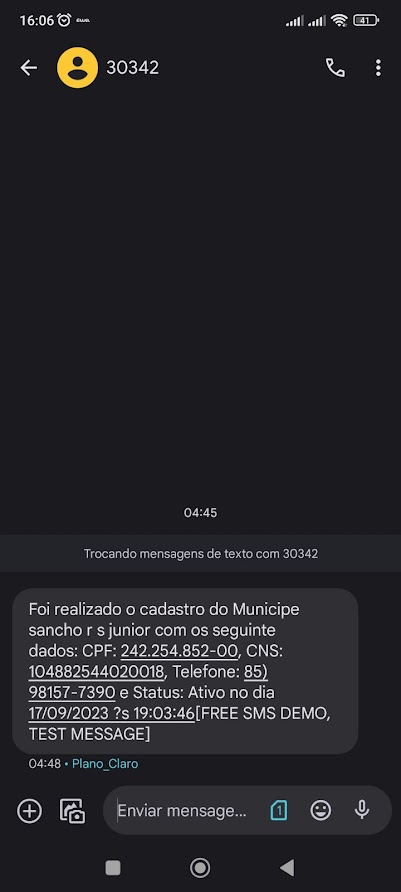 16:06
41
30342
04:45
Trocando mensagens de texto com 30342
Foi realizado o cadastro do Municipe
sancho r s junior com os seguinte
dados: CPF: 242.254.852-00, CNS:
104882544020018, Telefone: 85)
98157-7390 e Status: Ativo no dia
17/09/2023 ?s 19:03:46[FREE SMS DEMO,
TEST MESSAGE]
04:48 • Plano_Claro
Enviar mensage...
1